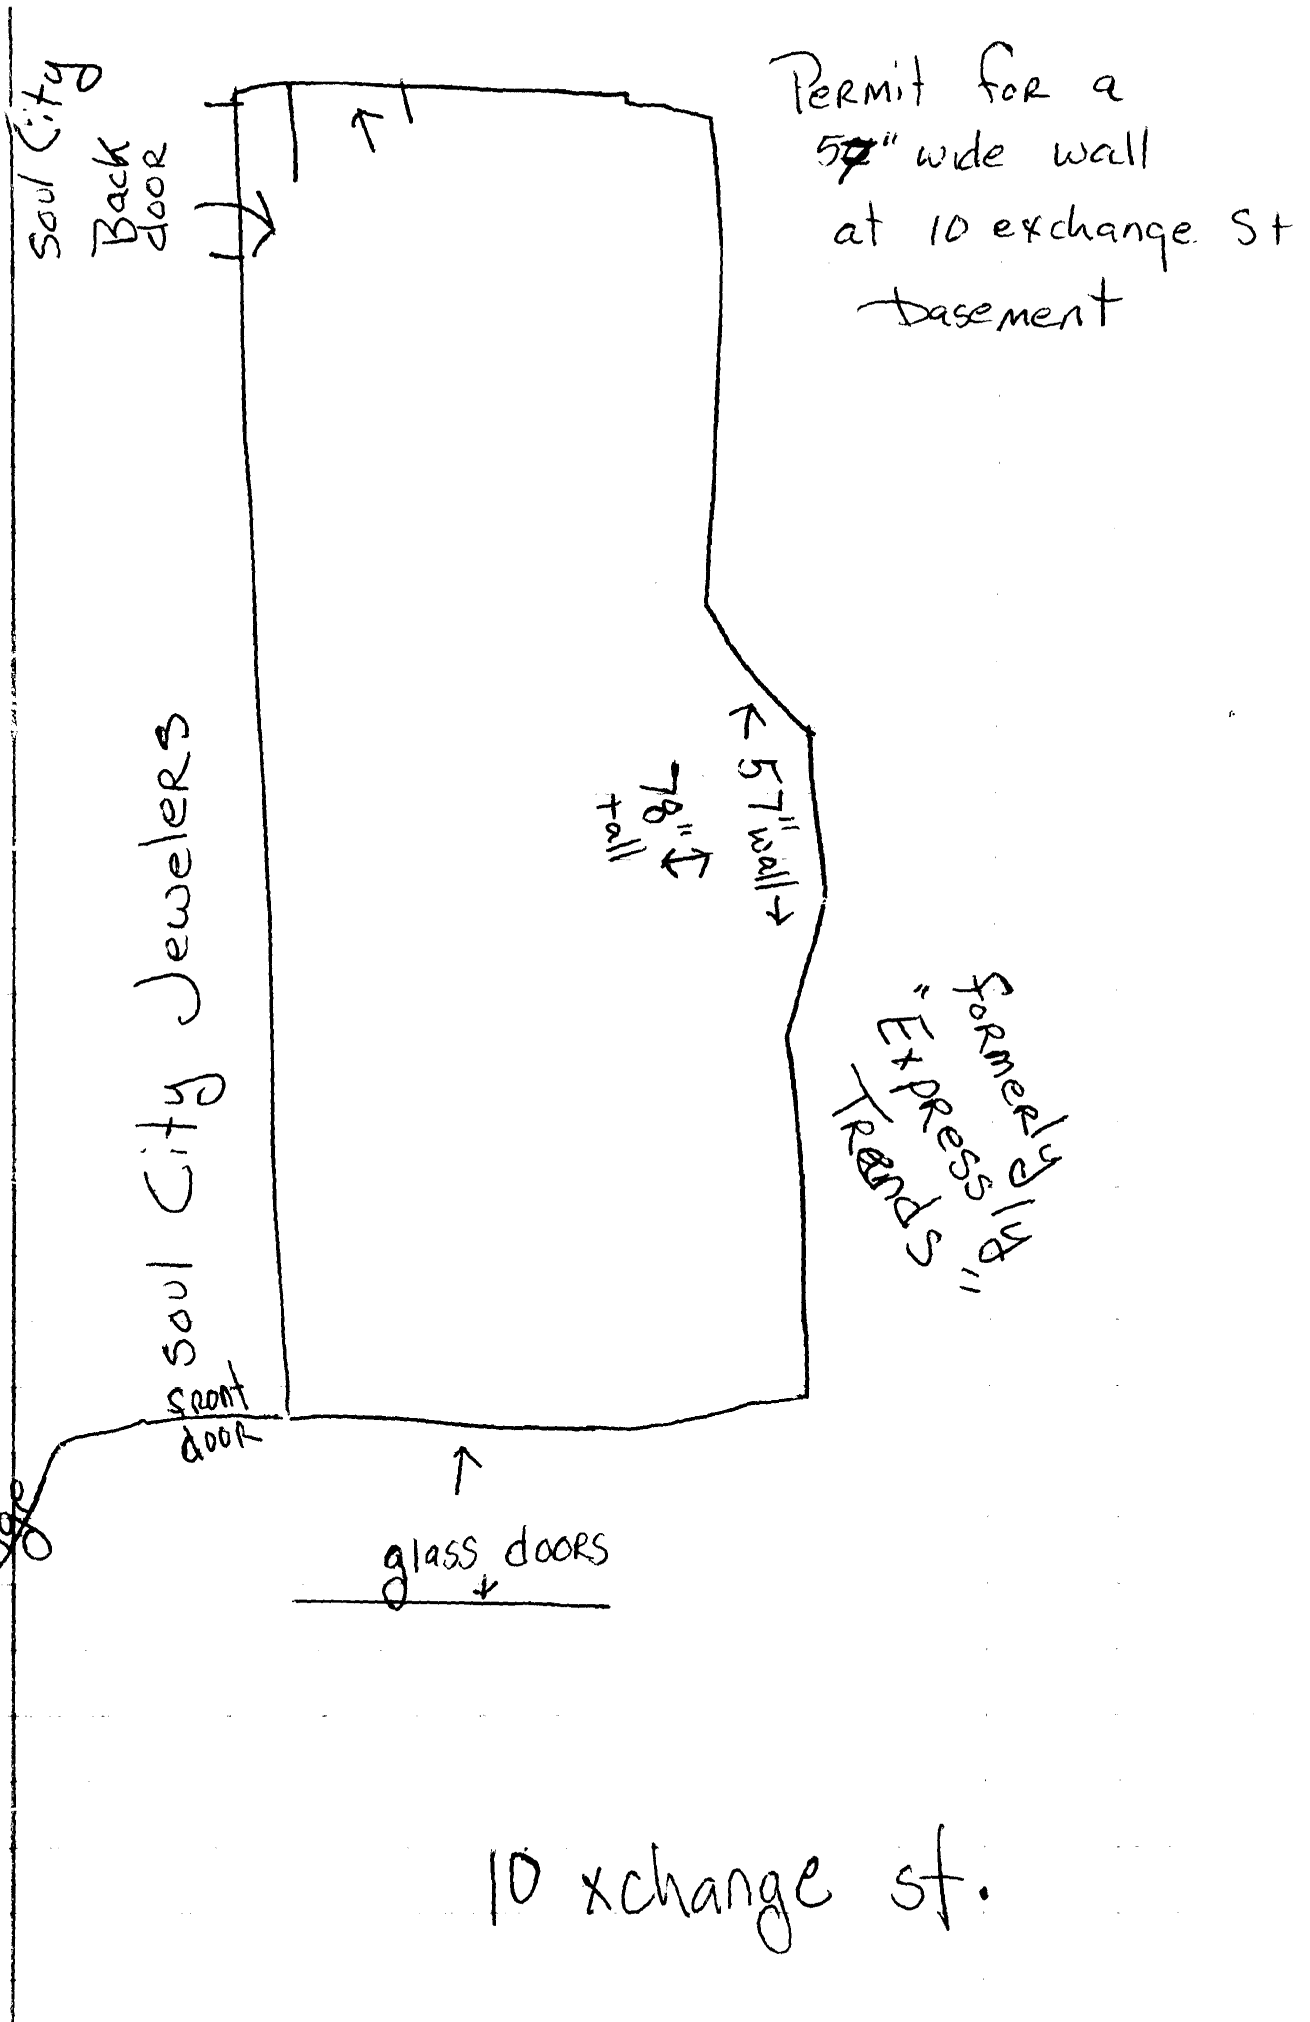 Soul City
Back
door
Permit for a
57" wide wall
at 10 exchange St
basement
57" wall
78"
tall
Soul City Jewelers
formerly
"Expressly
Trends"
front
door
glass doors
10 xchange st.